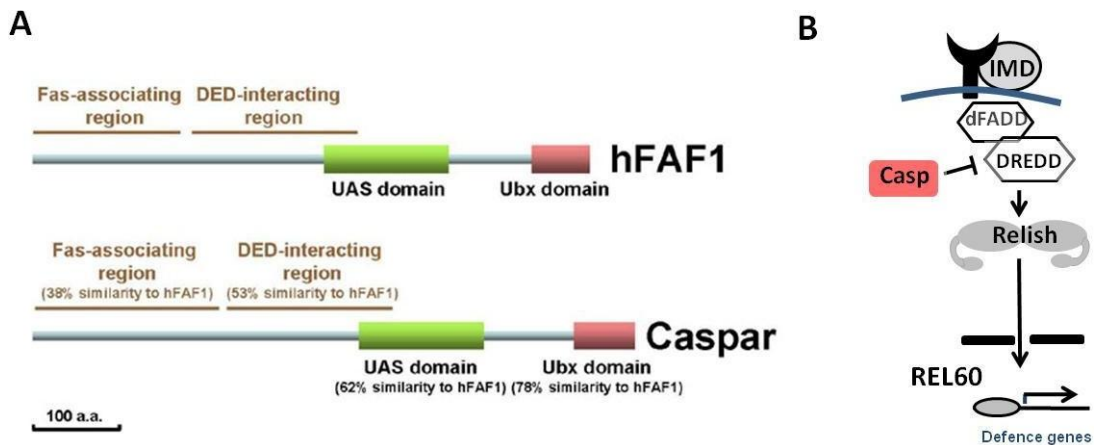 A
Fas-associating
region
DED-interacting
region
hFAF1
UAS domain
Ubx domain
Fas-associating
region
(38% similarity to hFAF1)
DED-interacting
region
(53% similarity to hFAF1)
Caspar
UAS domain
(62% similarity to hFAF1)
Ubx domain
(78% similarity to hFAF1)
100 a.a.
B
IMD
dFADD
DREDD
Casp
Relish
REL60
Defence genes